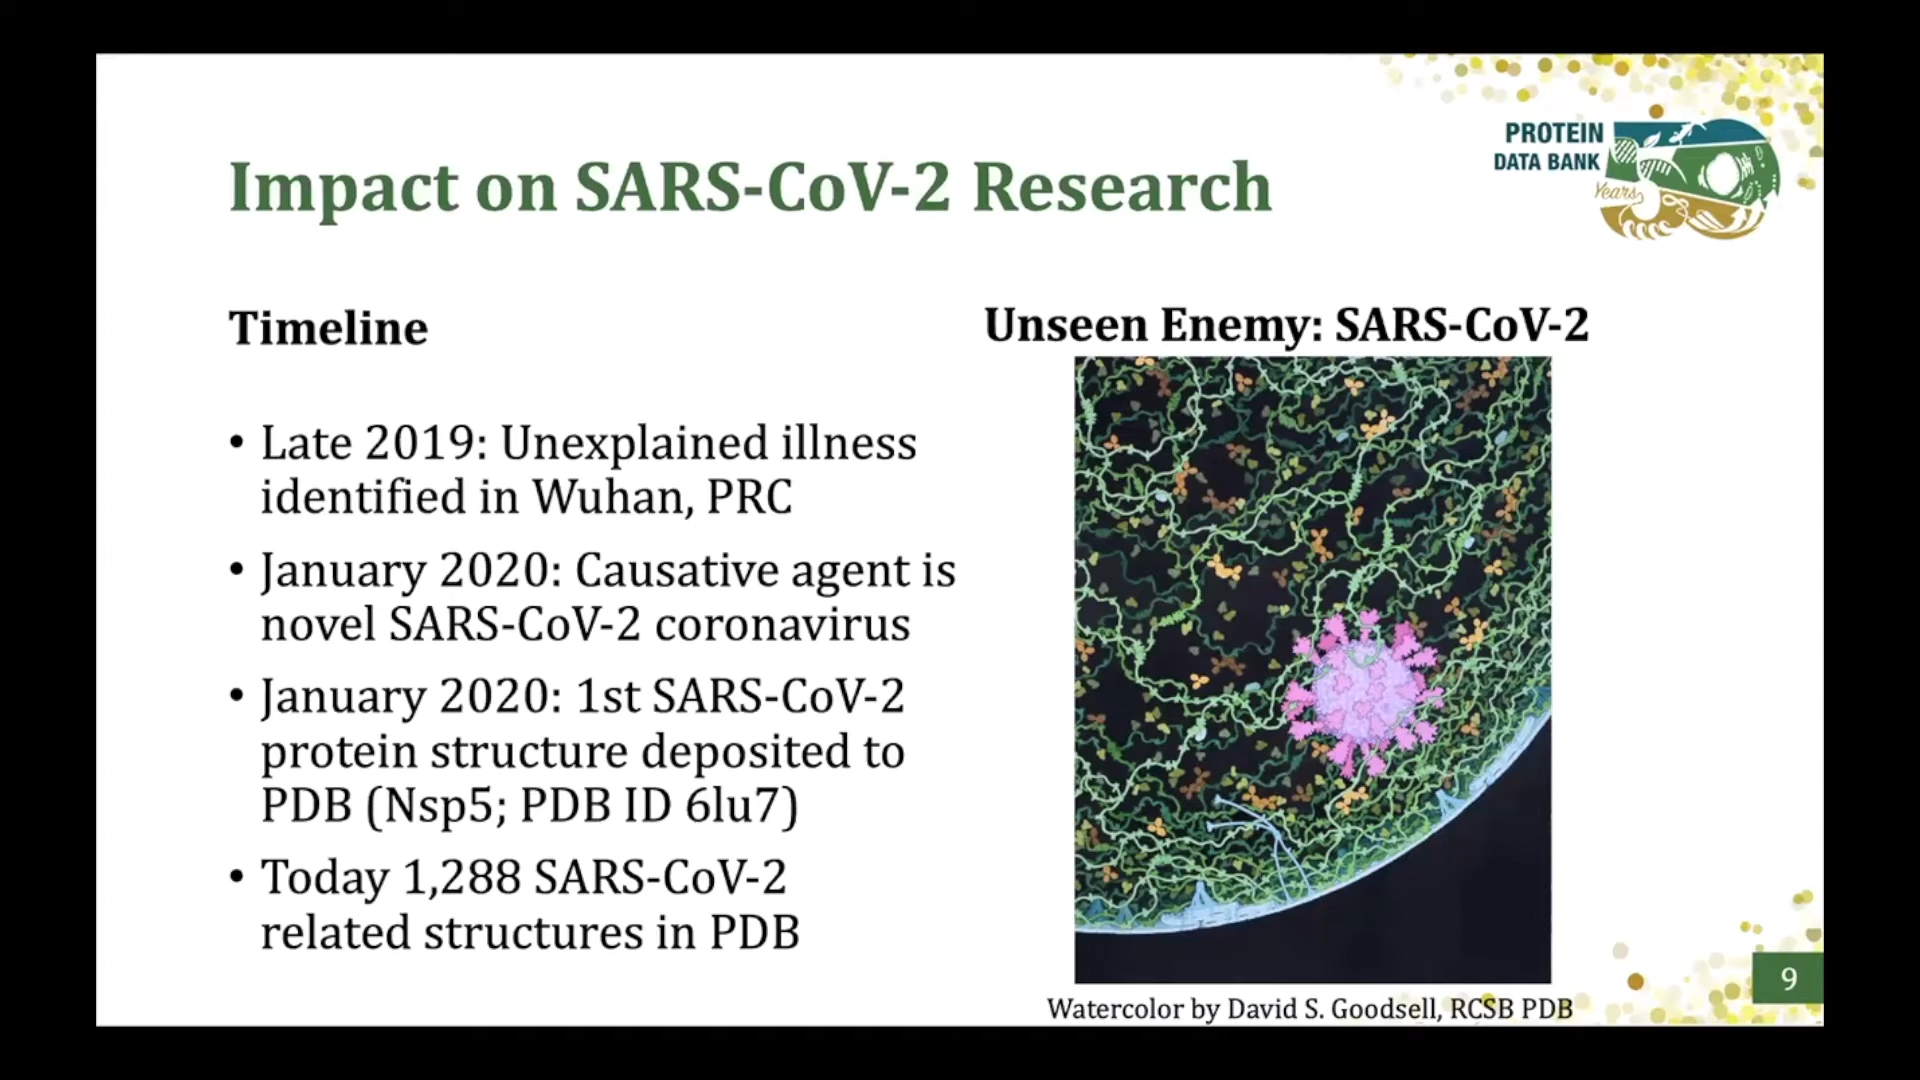 PROTEIN
DATA BANK
Years
Impact on SARS-CoV-2 Research
Timeline
• Late 2019: Unexplained illness
identified in Wuhan, PRC
• January 2020: Causative agent is
novel SARS-CoV-2 coronavirus
• January 2020: 1st SARS-CoV-2
protein structure deposited to
PDB (Nsp5; PDB ID 6lu7)
• Today 1,288 SARS-CoV-2
related structures in PDB
Unseen Enemy: SARS-CoV-2
Watercolor by David S. Goodsell, RCSB PDB
9